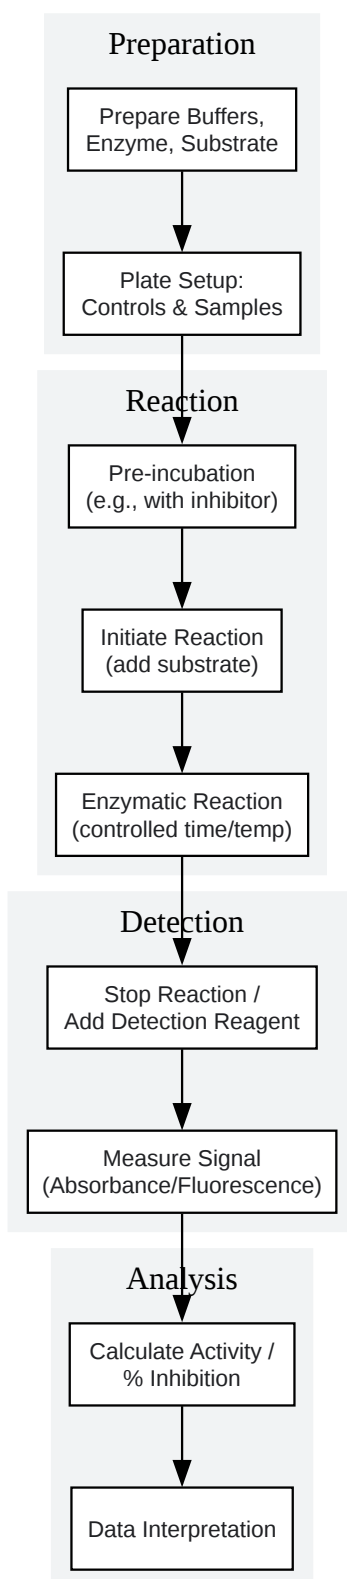 Preparation
Prepare Buffers,
Enzyme, Substrate
Plate Setup:
Controls & Samples
Reaction
Pre-incubation
(e.g., with inhibitor)
Initiate Reaction
(add substrate)
Enzymatic Reaction
(controlled time/temp)
Detection
Stop Reaction /
Add Detection Reagent
Measure Signal
(Absorbance/Fluorescence)
Analysis
Calculate Activity /
% Inhibition
Data Interpretation